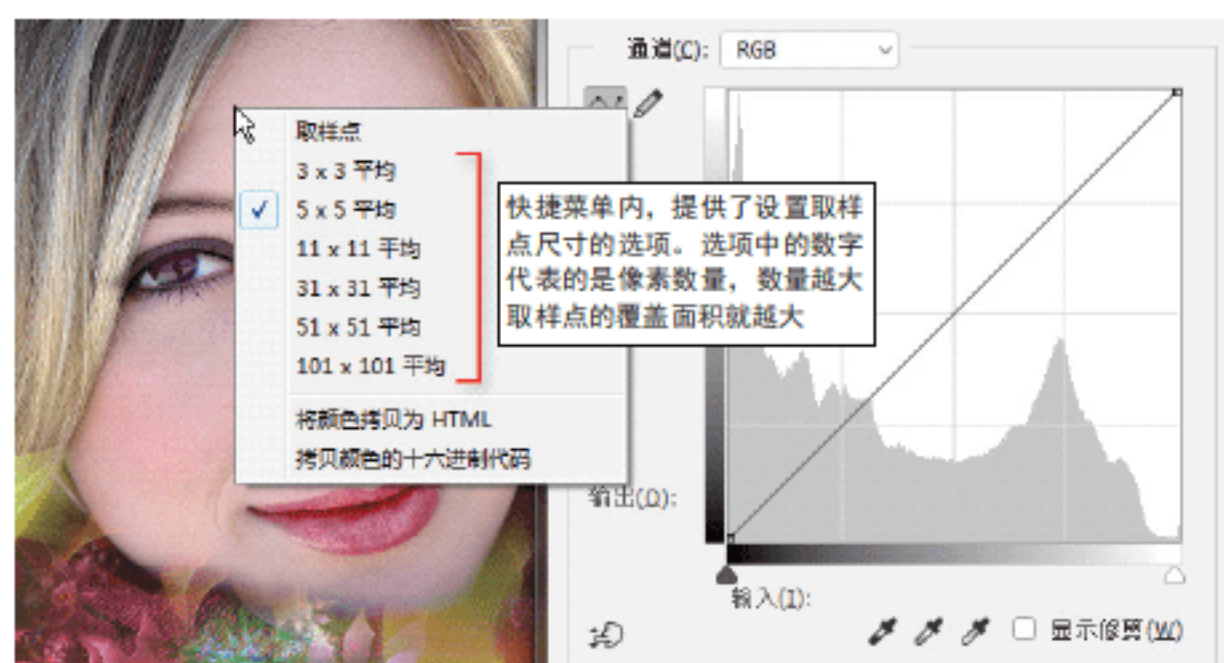 通道(C): RGB
取样点
3 x 3 平均
5 x 5 平均
11 x 11 平均
31 x 31 平均
51 x 51 平均
101 x 101 平均
将颜色拷贝为 HTML
拷贝颜色的十六进制代码
快捷菜单内，提供了设置取样
点尺寸的选项。选项中的数字
代表的是像素数量，数量越大
取样点的覆盖面积就越大
输出(O):
输入(I):
显示修剪(W)